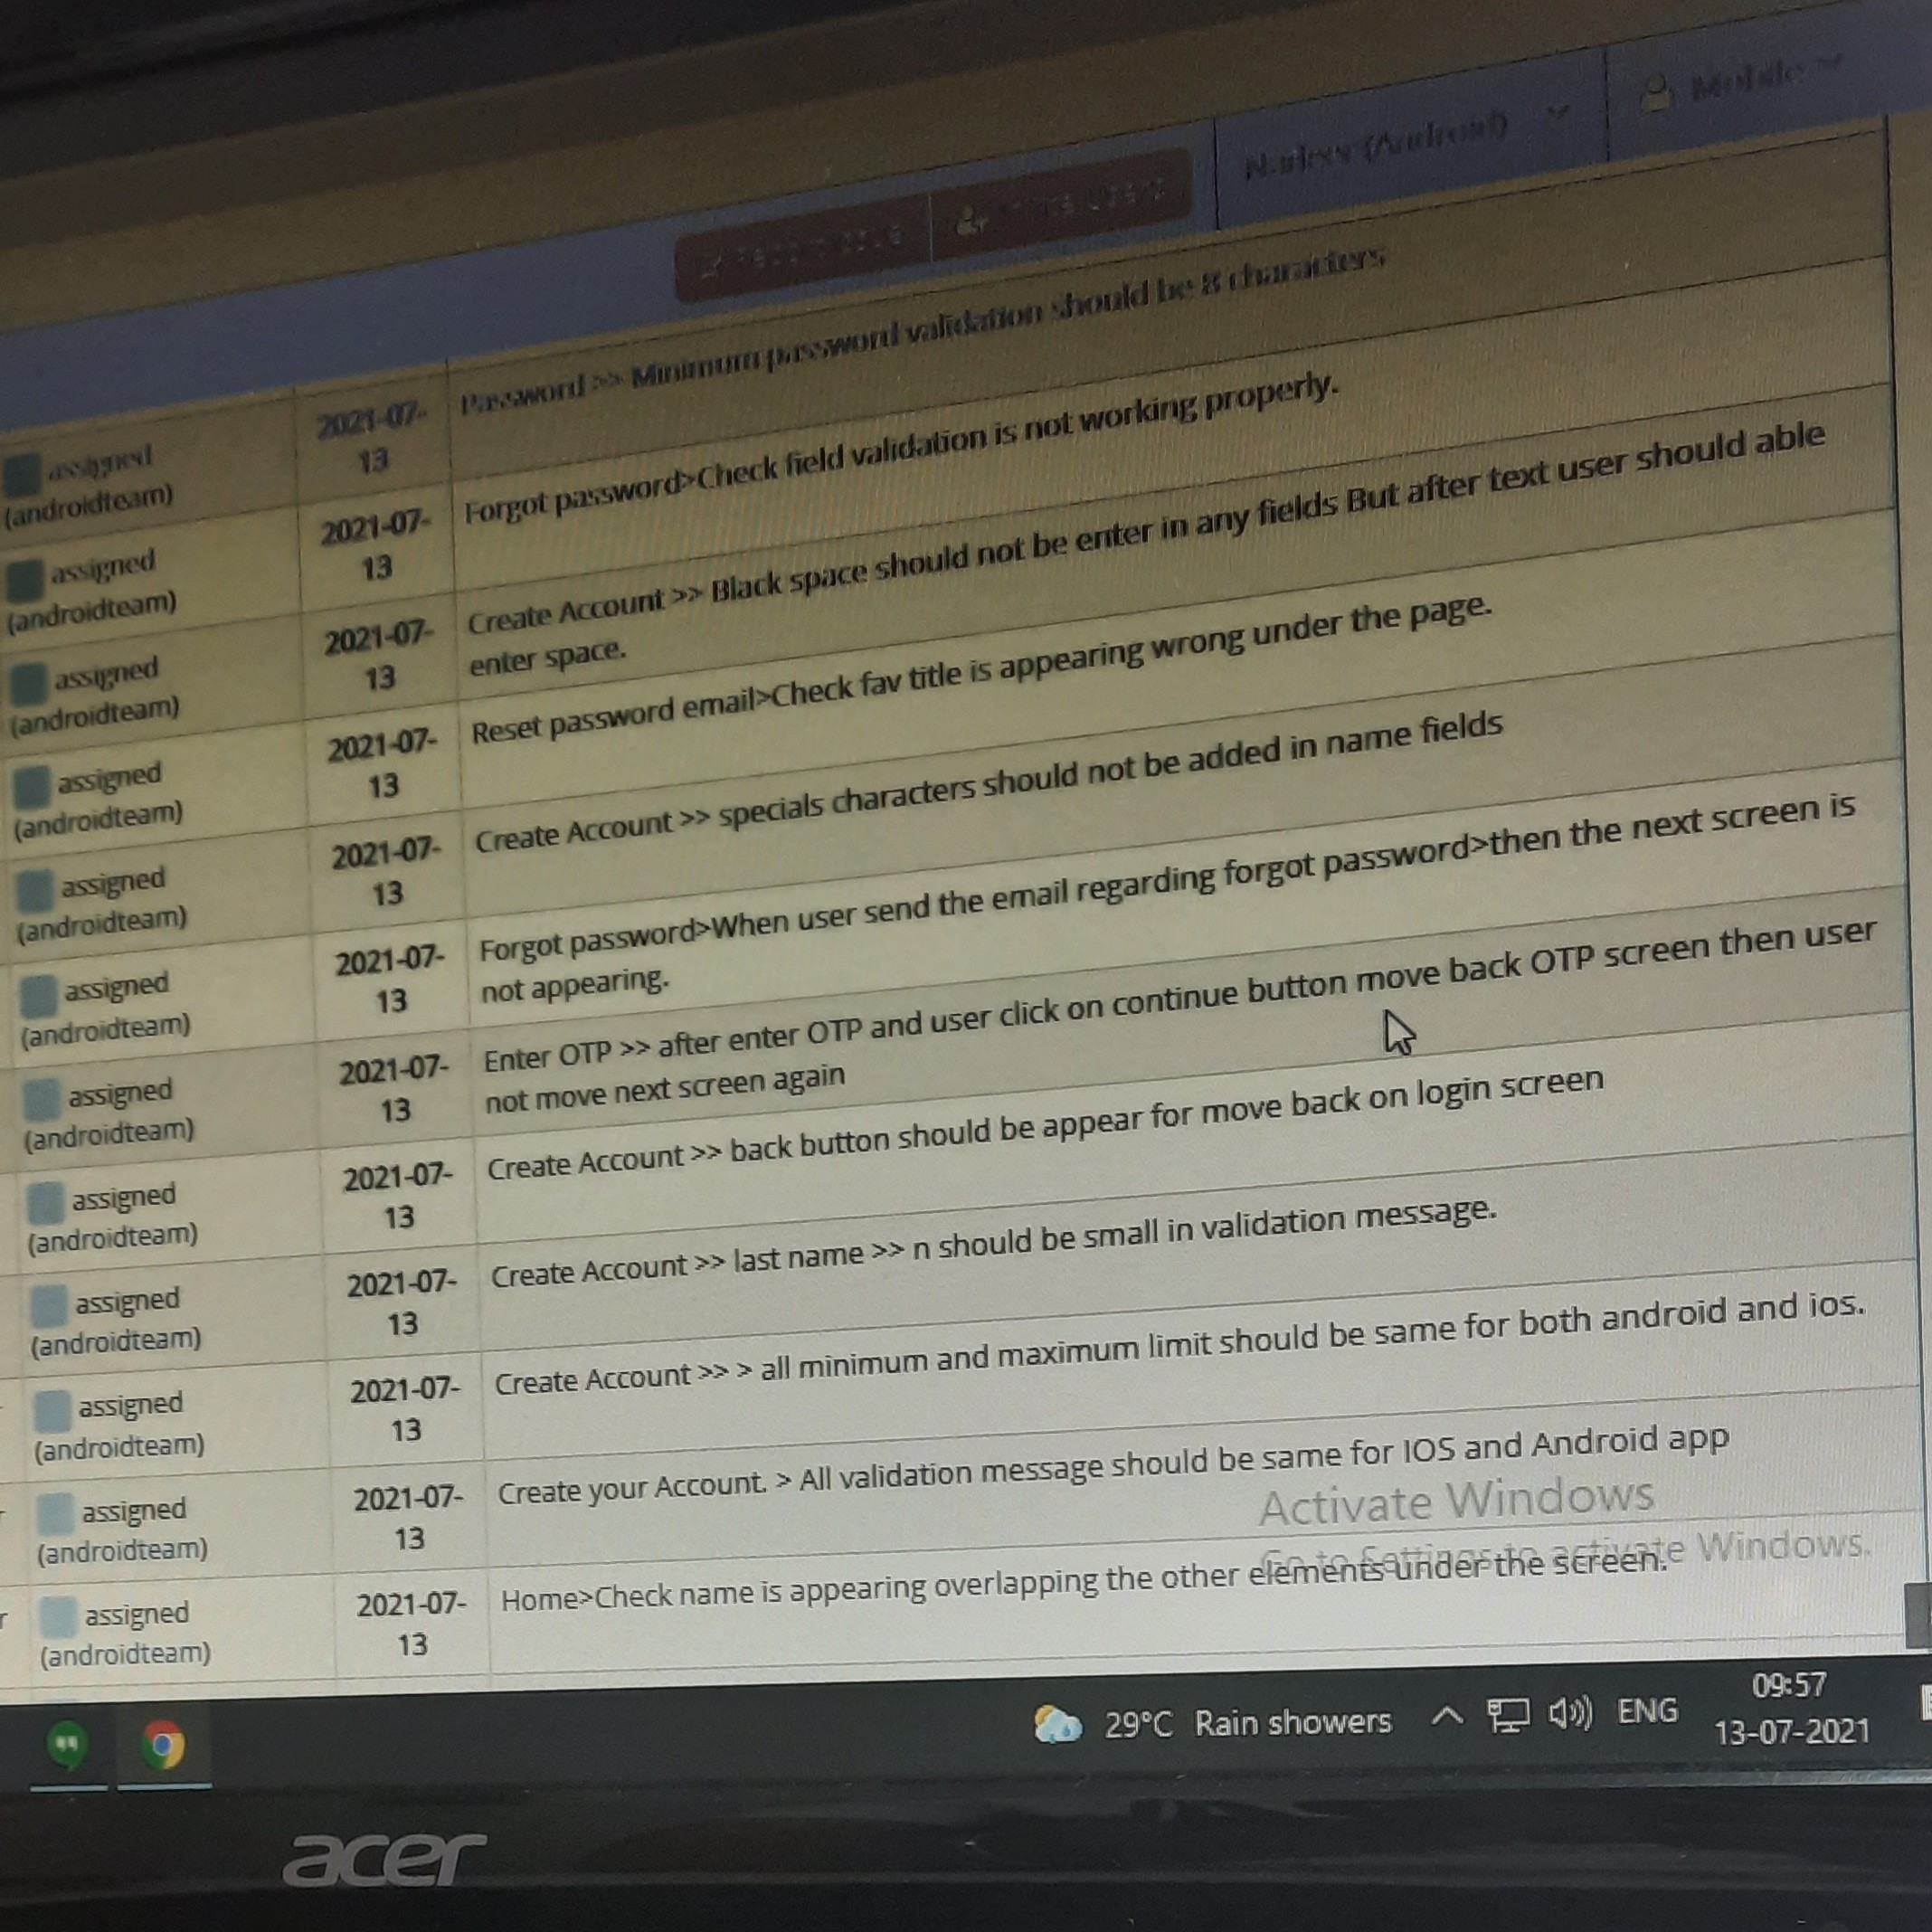 (Android)
Mobile
Password >> Minimum password validation should be 8 characters
assigned
(androidteam)
2021-07-
13
Forgot password>Check field validation is not working properly.
assigned
(androidteam)
2021-07-
13
Create Account >> Black space should not be enter in any fields But after text user should able
enter space.
assigned
(androidteam)
2021-07-
13
Reset password email>Check fav title is appearing wrong under the page.
assigned
(androidteam)
2021-07-
13
Create Account >> specials characters should not be added in name fields
assigned
(androidteam)
2021-07-
13
Forgot password>When user send the email regarding forgot password>then the next screen is
not appearing.
assigned
(androidteam)
2021-07-
13
Enter OTP >> after enter OTP and user click on continue button move back OTP screen then user
not move next screen again
assigned
(androidteam)
2021-07-
13
Create Account >> back button should be appear for move back on login screen
assigned
(androidteam)
2021-07-
13
Create Account >> last name >> n should be small in validation message.
assigned
(androidteam)
2021-07-
13
Create Account >> > all minimum and maximum limit should be same for both android and ios.
assigned
(androidteam)
2021-07-
13
Create your Account. > All validation message should be same for IOS and Android app
assigned
(androidteam)
2021-07-
13
Home>Check name is appearing overlapping the other elements under the screen.
assigned
(androidteam)
2021-07-
13
Activate Windows
Go to Settings to activate Windows.
29°C Rain showers
ENG
09:57
13-07-2021
acer